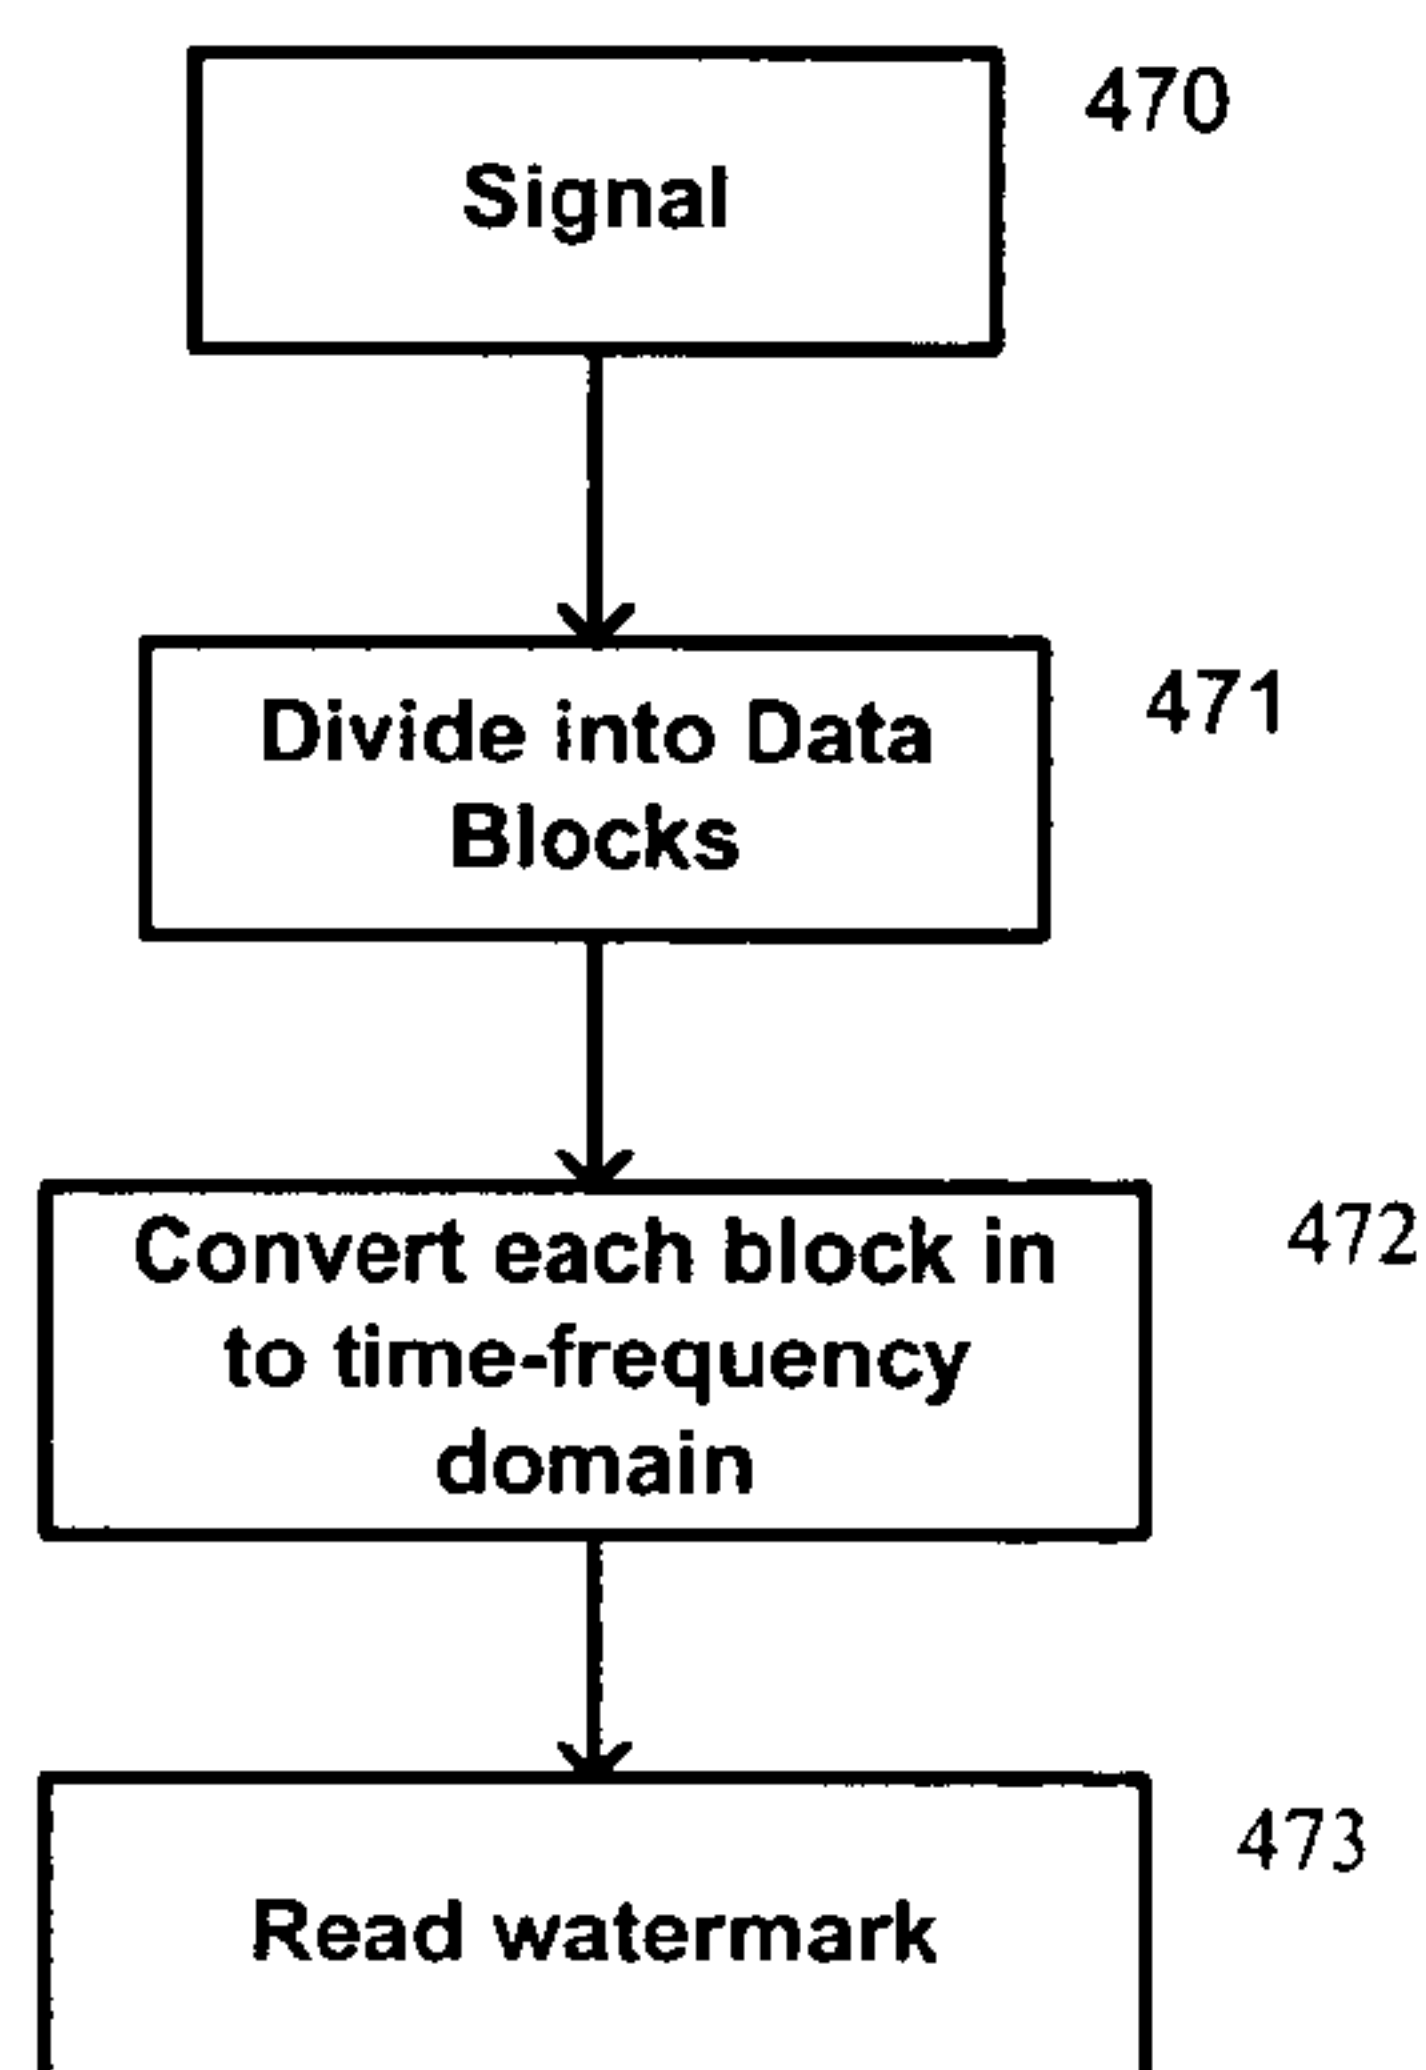 Signal
470
Divide into Data
Blocks
471
Convert each block in
to time-frequency
domain
472
Read watermark
473